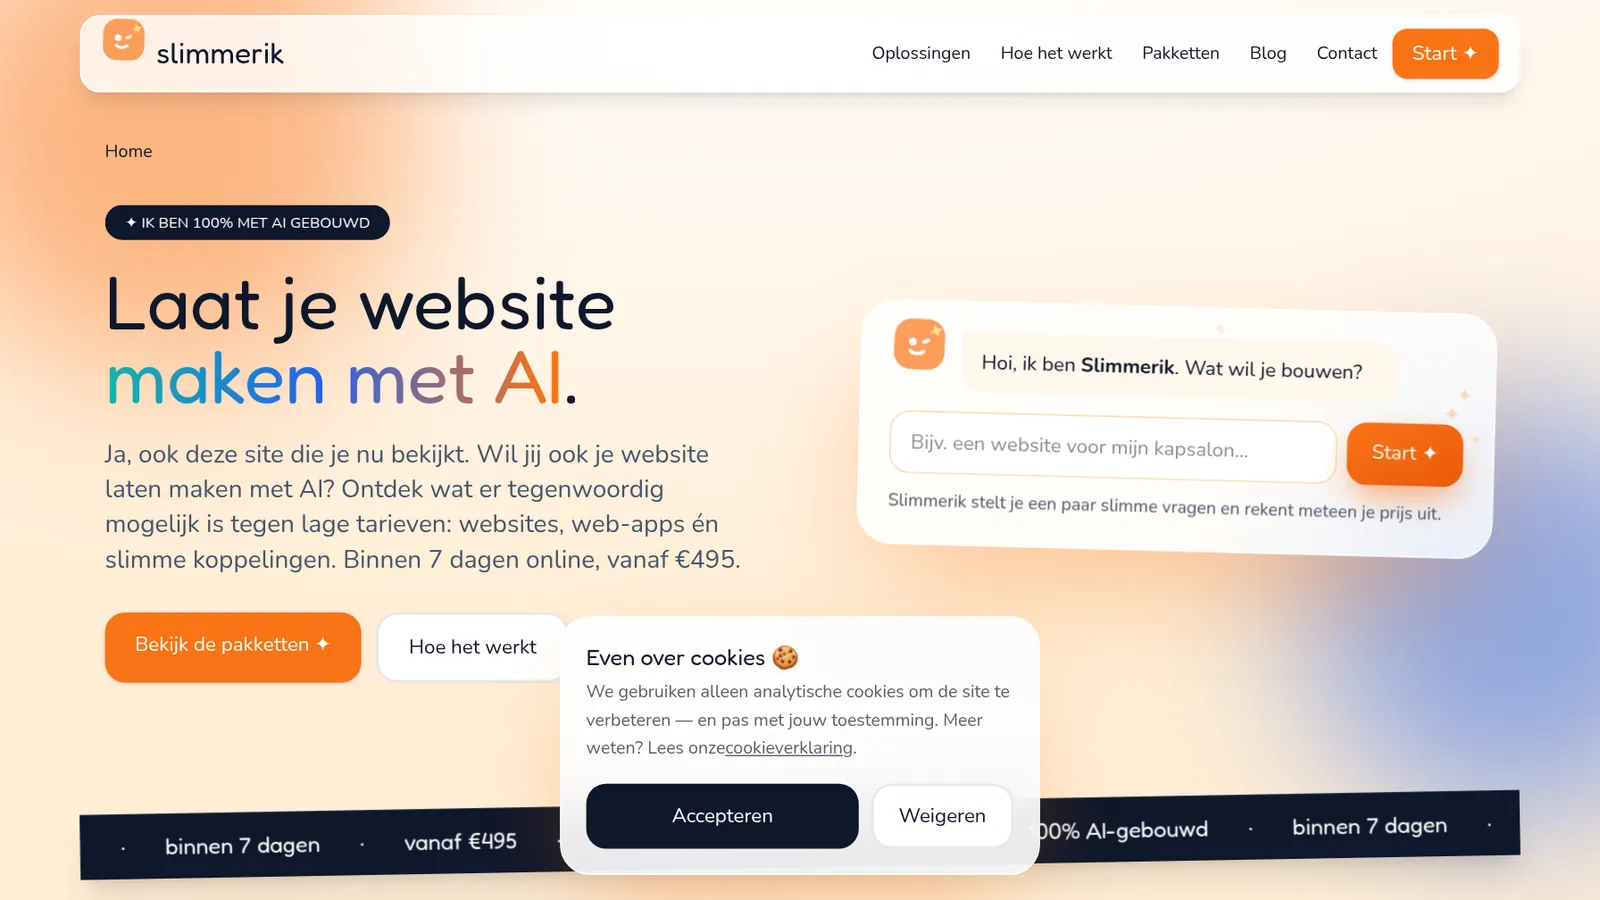 slimmerik
Oplossingen
Hoe het werkt
Pakketten
Blog
Contact
Start ✦
Home
✦ IK BEN 100% MET AI GEBOUWD
Laat je website
maken met AI.
Ja, ook deze site die je nu bekijkt. Wil jij ook je website
laten maken met AI? Ontdek wat er tegenwoordig
mogelijk is tegen lage tarieven: websites, web-apps én
slimme koppelingen. Binnen 7 dagen online, vanaf €495.
Bekijk de pakketten ✦
Hoe het werkt
Hoi, ik ben Slimmerik. Wat wil je bouwen?
Bijv. een website voor mijn kapsalon...
Start ✦
Slimmerik stelt je een paar slimme vragen en rekent meteen je prijs uit.
Even over cookies 🍪
We gebruiken alleen analytische cookies om de site te
verbeteren — en pas met jouw toestemming. Meer
weten? Lees onzecookieverklaring.
Accepteren
Weigeren
· binnen 7 dagen · vanaf €495 ·
100% AI-gebouwd · binnen 7 dagen ·